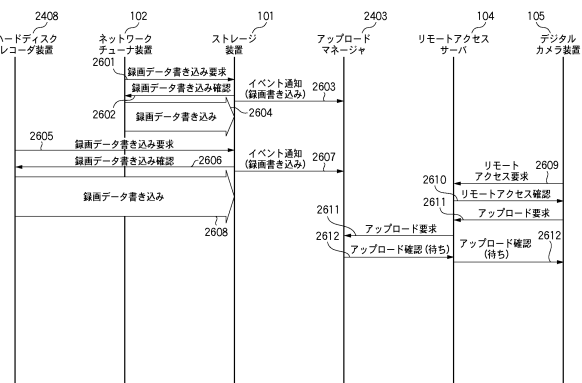 2408
102
101
2403
104
105
ハードディスク
レコーダ装置
ネットワーク
チューナ装置
ストレージ
装置
アップロード
マネージャ
リモートアクセス
サーバ
デジタル
カメラ装置
2601
録画データ書き込み要求
録画データ書き込み確認
イベント通知
(録画書き込み)
2603
2602
2604
録画データ書き込み
2605
録画データ書き込み要求
録画データ書き込み確認
2606
イベント通知
(録画書き込み)
2607
リモート
アクセス要求
2609
2610
リモートアクセス確認
録画データ書き込み
2611
アップロード要求
2608
2611
アップロード要求
2612
アップロード確認(待ち)
アップロード確認
(待ち)
2612